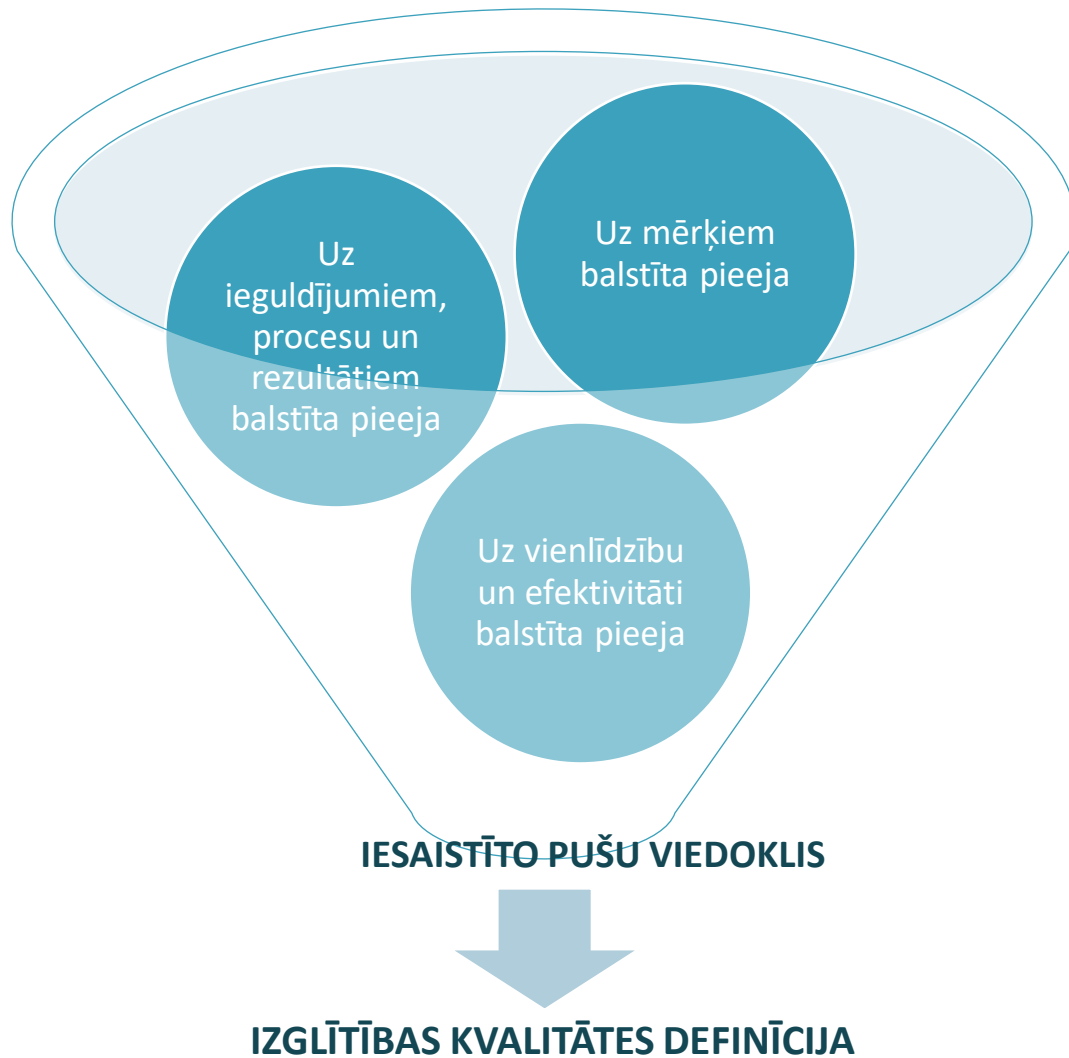 Uz
ieguldījumiem,
procesu un
rezultātiem
balstīta pieeja
Uz mērķiem
balstīta pieeja
Uz vienlīdzību
un efektivitāti
balstīta pieeja
IESAISTĪTO PUŠU VIEDOKLIS
IZGLĪTĪBAS KVALITĀTES DEFINĪCIJA